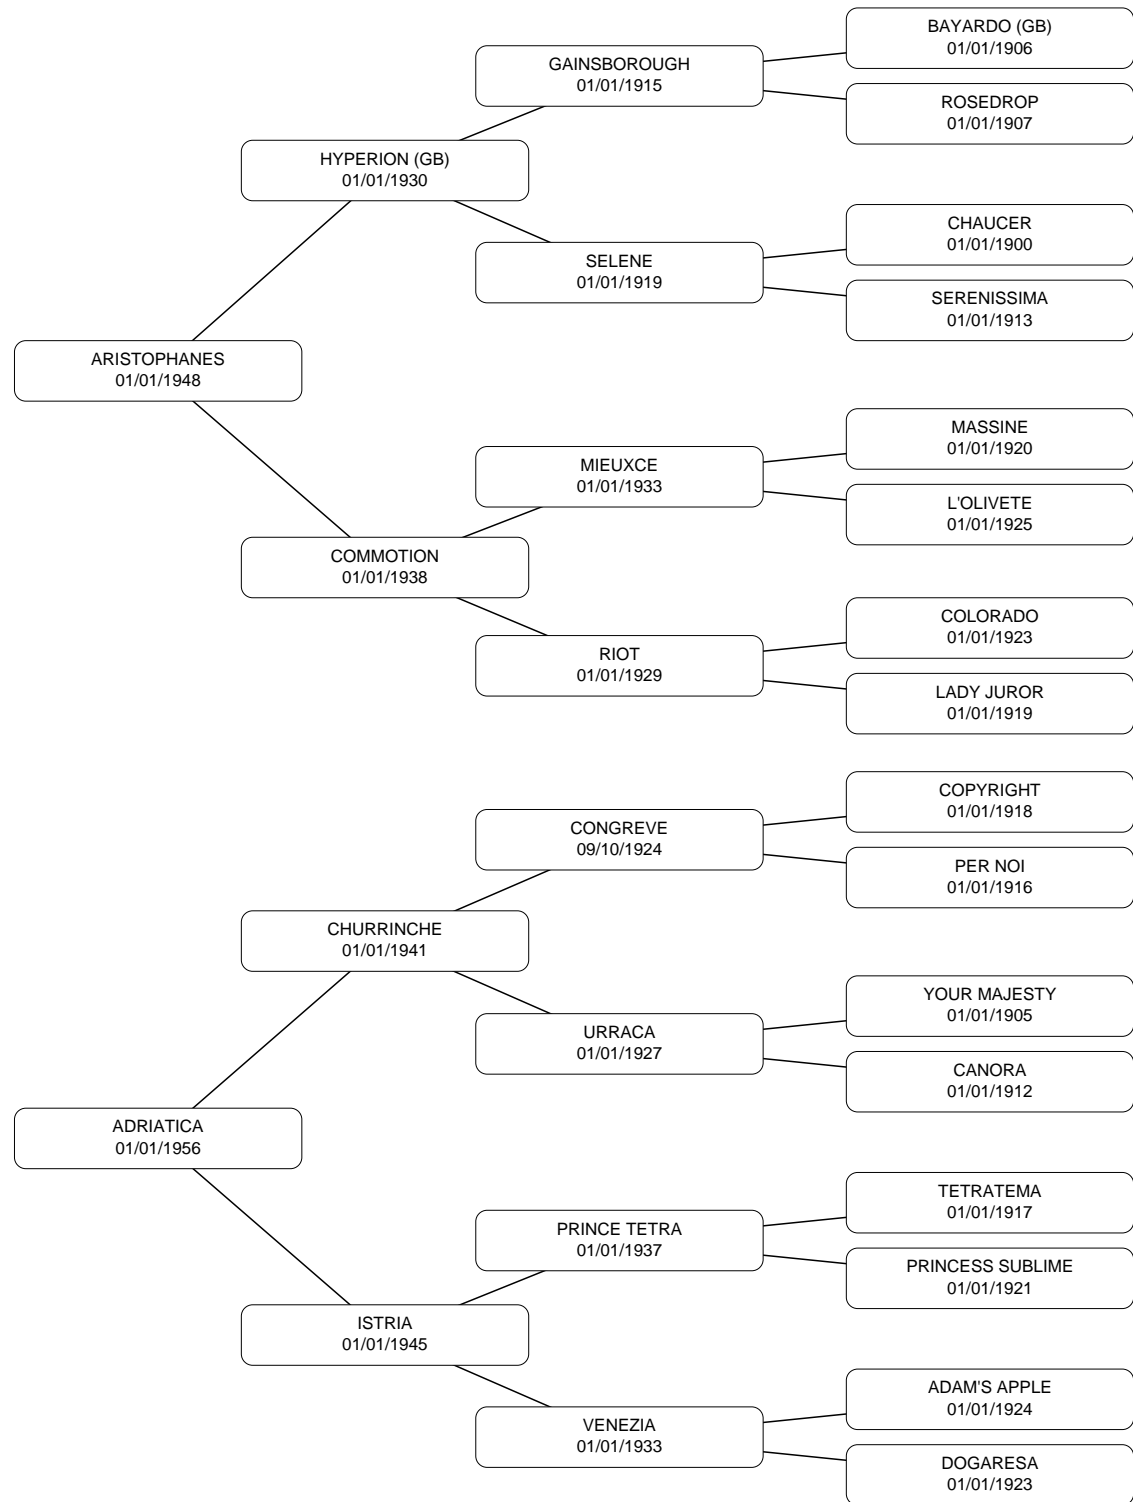 BAYARDO (GB)
01/01/1906
GAINSBOROUGH
01/01/1915
ROSEDROP
01/01/1907
HYPERION (GB)
01/01/1930
CHAUCER
01/01/1900
SELENE
01/01/1919
SERENISSIMA
01/01/1913
ARISTOPHANES
01/01/1948
MASSINE
01/01/1920
MIEUXCE
01/01/1933
L'OLIVETE
01/01/1925
COMMOTION
01/01/1938
COLORADO
01/01/1923
RIOT
01/01/1929
LADY JUROR
01/01/1919
COPYRIGHT
01/01/1918
CONGREVE
09/10/1924
PER NOI
01/01/1916
CHURRINCHE
01/01/1941
YOUR MAJESTY
01/01/1905
URRACA
01/01/1927
CANORA
01/01/1912
ADRIATICA
01/01/1956
TETRATEMA
01/01/1917
PRINCE TETRA
01/01/1937
PRINCESS SUBLIME
01/01/1921
ISTRIA
01/01/1945
ADAM'S APPLE
01/01/1924
VENEZIA
01/01/1933
DOGARESA
01/01/1923